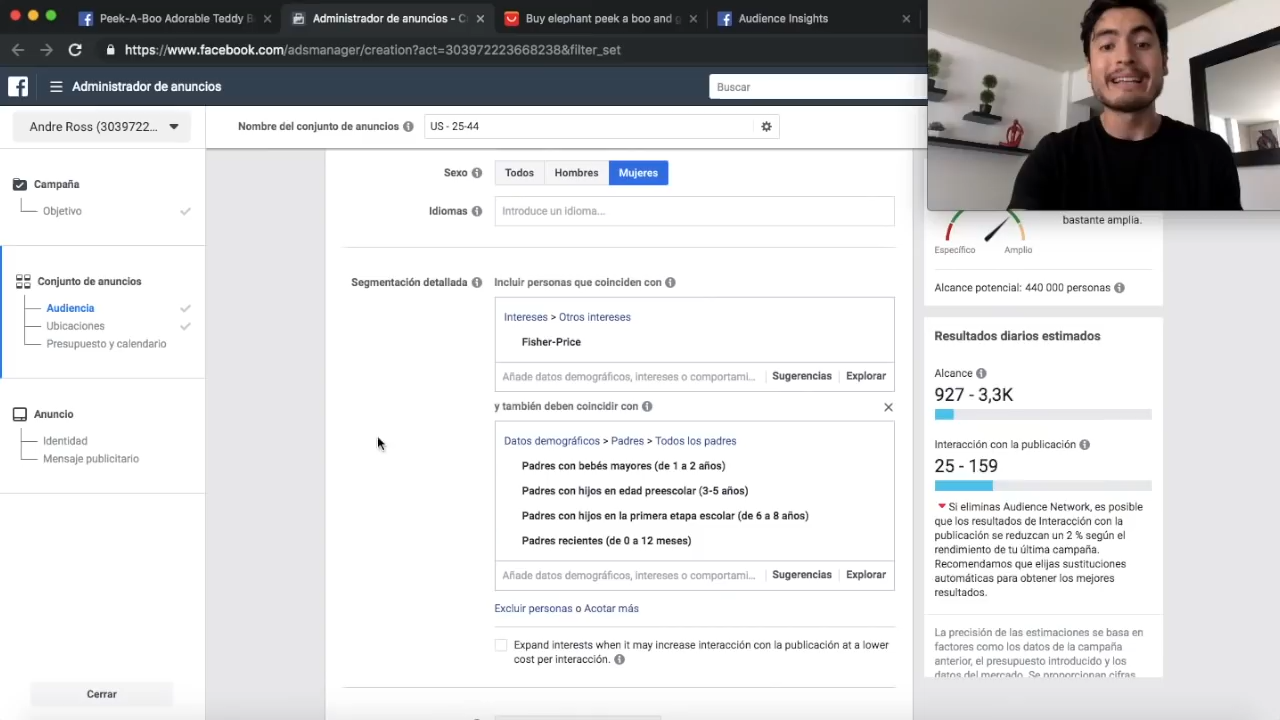 Peek-A-Boo Adorable Teddy B
Administrador de anuncios - C
Buy elephant peek a boo and g
Audience Insights
https://www.facebook.com/adsmanager/creation?act=303972223668238&filter_set
Administrador de anuncios
Buscar
Andre Ross (3039722...
Nombre del conjunto de anuncios
US - 25-44
Campaña
Objetivo
Conjunto de anuncios
Audiencia
Ubicaciones
Presupuesto y calendario
Anuncio
Identidad
Mensaje publicitario
Cerrar
Sexo
Todos
Hombres
Mujeres
Idiomas
Introduce un idioma...
Segmentación detallada
Incluir personas que coinciden con
Intereses > Otros intereses
Fisher-Price
Añade datos demográficos, intereses o comportami...
Sugerencias
Explorar
y también deben coincidir con
Datos demográficos > Padres > Todos los padres
Padres con bebés mayores (de 1 a 2 años)
Padres con hijos en edad preescolar (3-5 años)
Padres con hijos en la primera etapa escolar (de 6 a 8 años)
Padres recientes (de 0 a 12 meses)
Añade datos demográficos, intereses o comportami...
Sugerencias
Explorar
Excluir personas o Acotar más
Expand interests when it may increase interacción con la publicación at a lower
cost per interacción.
bastante amplia.
Específico
Amplio
Alcance potencial: 440 000 personas
Resultados diarios estimados
Alcance
927 - 3,3K
Interacción con la publicación
25 - 159
Si eliminas Audience Network, es posible
que los resultados de Interacción con la
publicación se reduzcan un 2 % según el
rendimiento de tu última campaña.
Recomendamos que elijas sustituciones
automáticas para obtener los mejores
resultados.
La precisión de las estimaciones se basa en
factores como los datos de la campaña
anterior, el presupuesto introducido y los
datos del mercado. Se proporcionan cifras